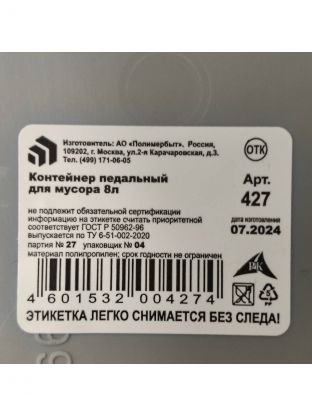 Изготовитель: АО «Полимербыт». Россия,
109202, г. Москва, ул.2-я Карачаровская, д.3.
Тел. (499) 171-06-05
ОТК
Контейнер педальный
для мусора 8л
Арт.
427
не подлежит обязательной сертификации
информацию на этикетке считать приоритетной
соответствует ГОСТ Р 50962-96
выпускается по ТУ 6-51-002-2020
партия № 27 упаковщик № 04
материал полипропилен; срок годности не ограничен
дата изготовления
07.2024
4 601532 004274
5
PP
ЭТИКЕТКА ЛЕГКО СНИМАЕТСЯ БЕЗ СЛЕДА!